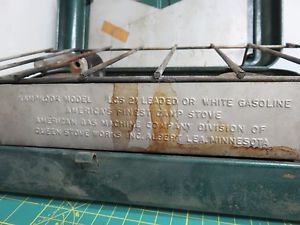 MODEL LEADED OR WHITE GASOLINE
AMERICA'S FINEST CAMP STOVE
AMERICAN GAS MACHINE COMPANY DIVISION OF
QUEEN STOVE WORKS INC. ALBERT LEA, MINNESOTA